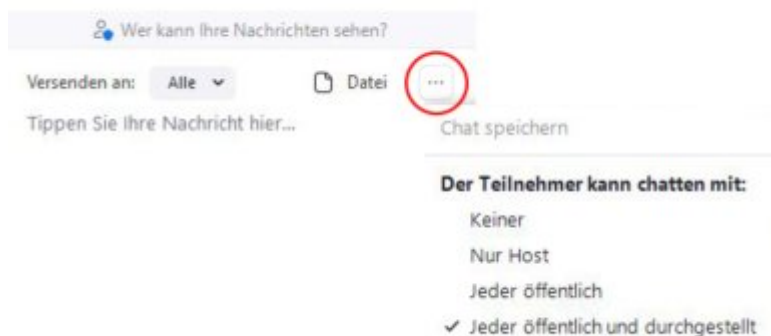 Wer kann Ihre Nachrichten sehen?
Versenden an: Alle Datei ...
Tippen Sie Ihre Nachricht hier...
Chat speichern
Der Teilnehmer kann chatten mit:
Keiner
Nur Host
Jeder öffentlich
✓ Jeder öffentlich und durchgestellt